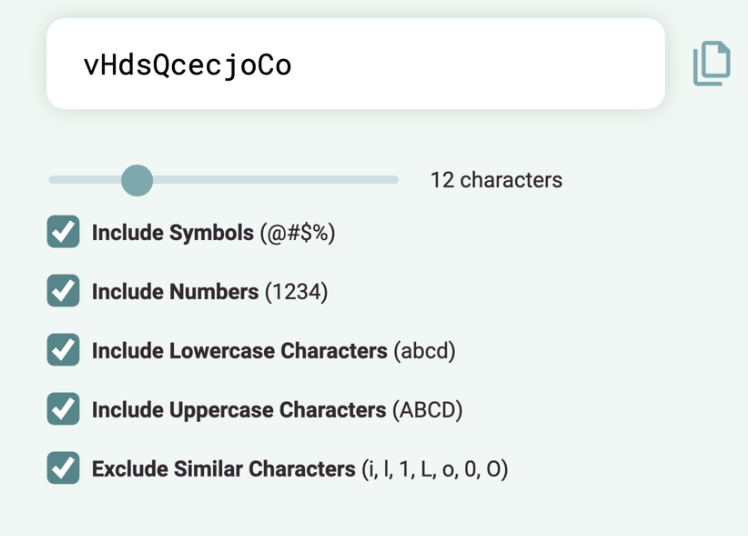 vHdsQcecjoCo
12 characters
Include Symbols (@#$%)
Include Numbers (1234)
Include Lowercase Characters (abcd)
Include Uppercase Characters (ABCD)
Exclude Similar Characters (i, l, 1, L, o, 0, O)